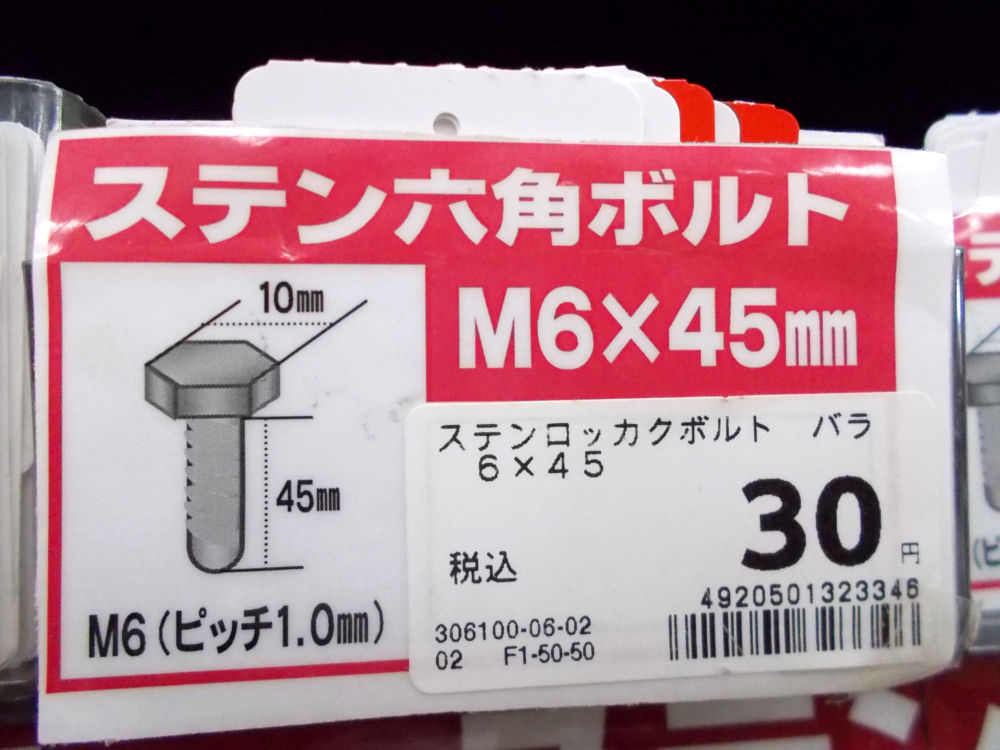 ステン六角ボルト
M6×45mm
10mm
45mm
M6(ピッチ1.0mm)
ステンロッカクボルト バラ
6×45
30円
税込
4920501323346
306100-06-02
02 F1-50-50